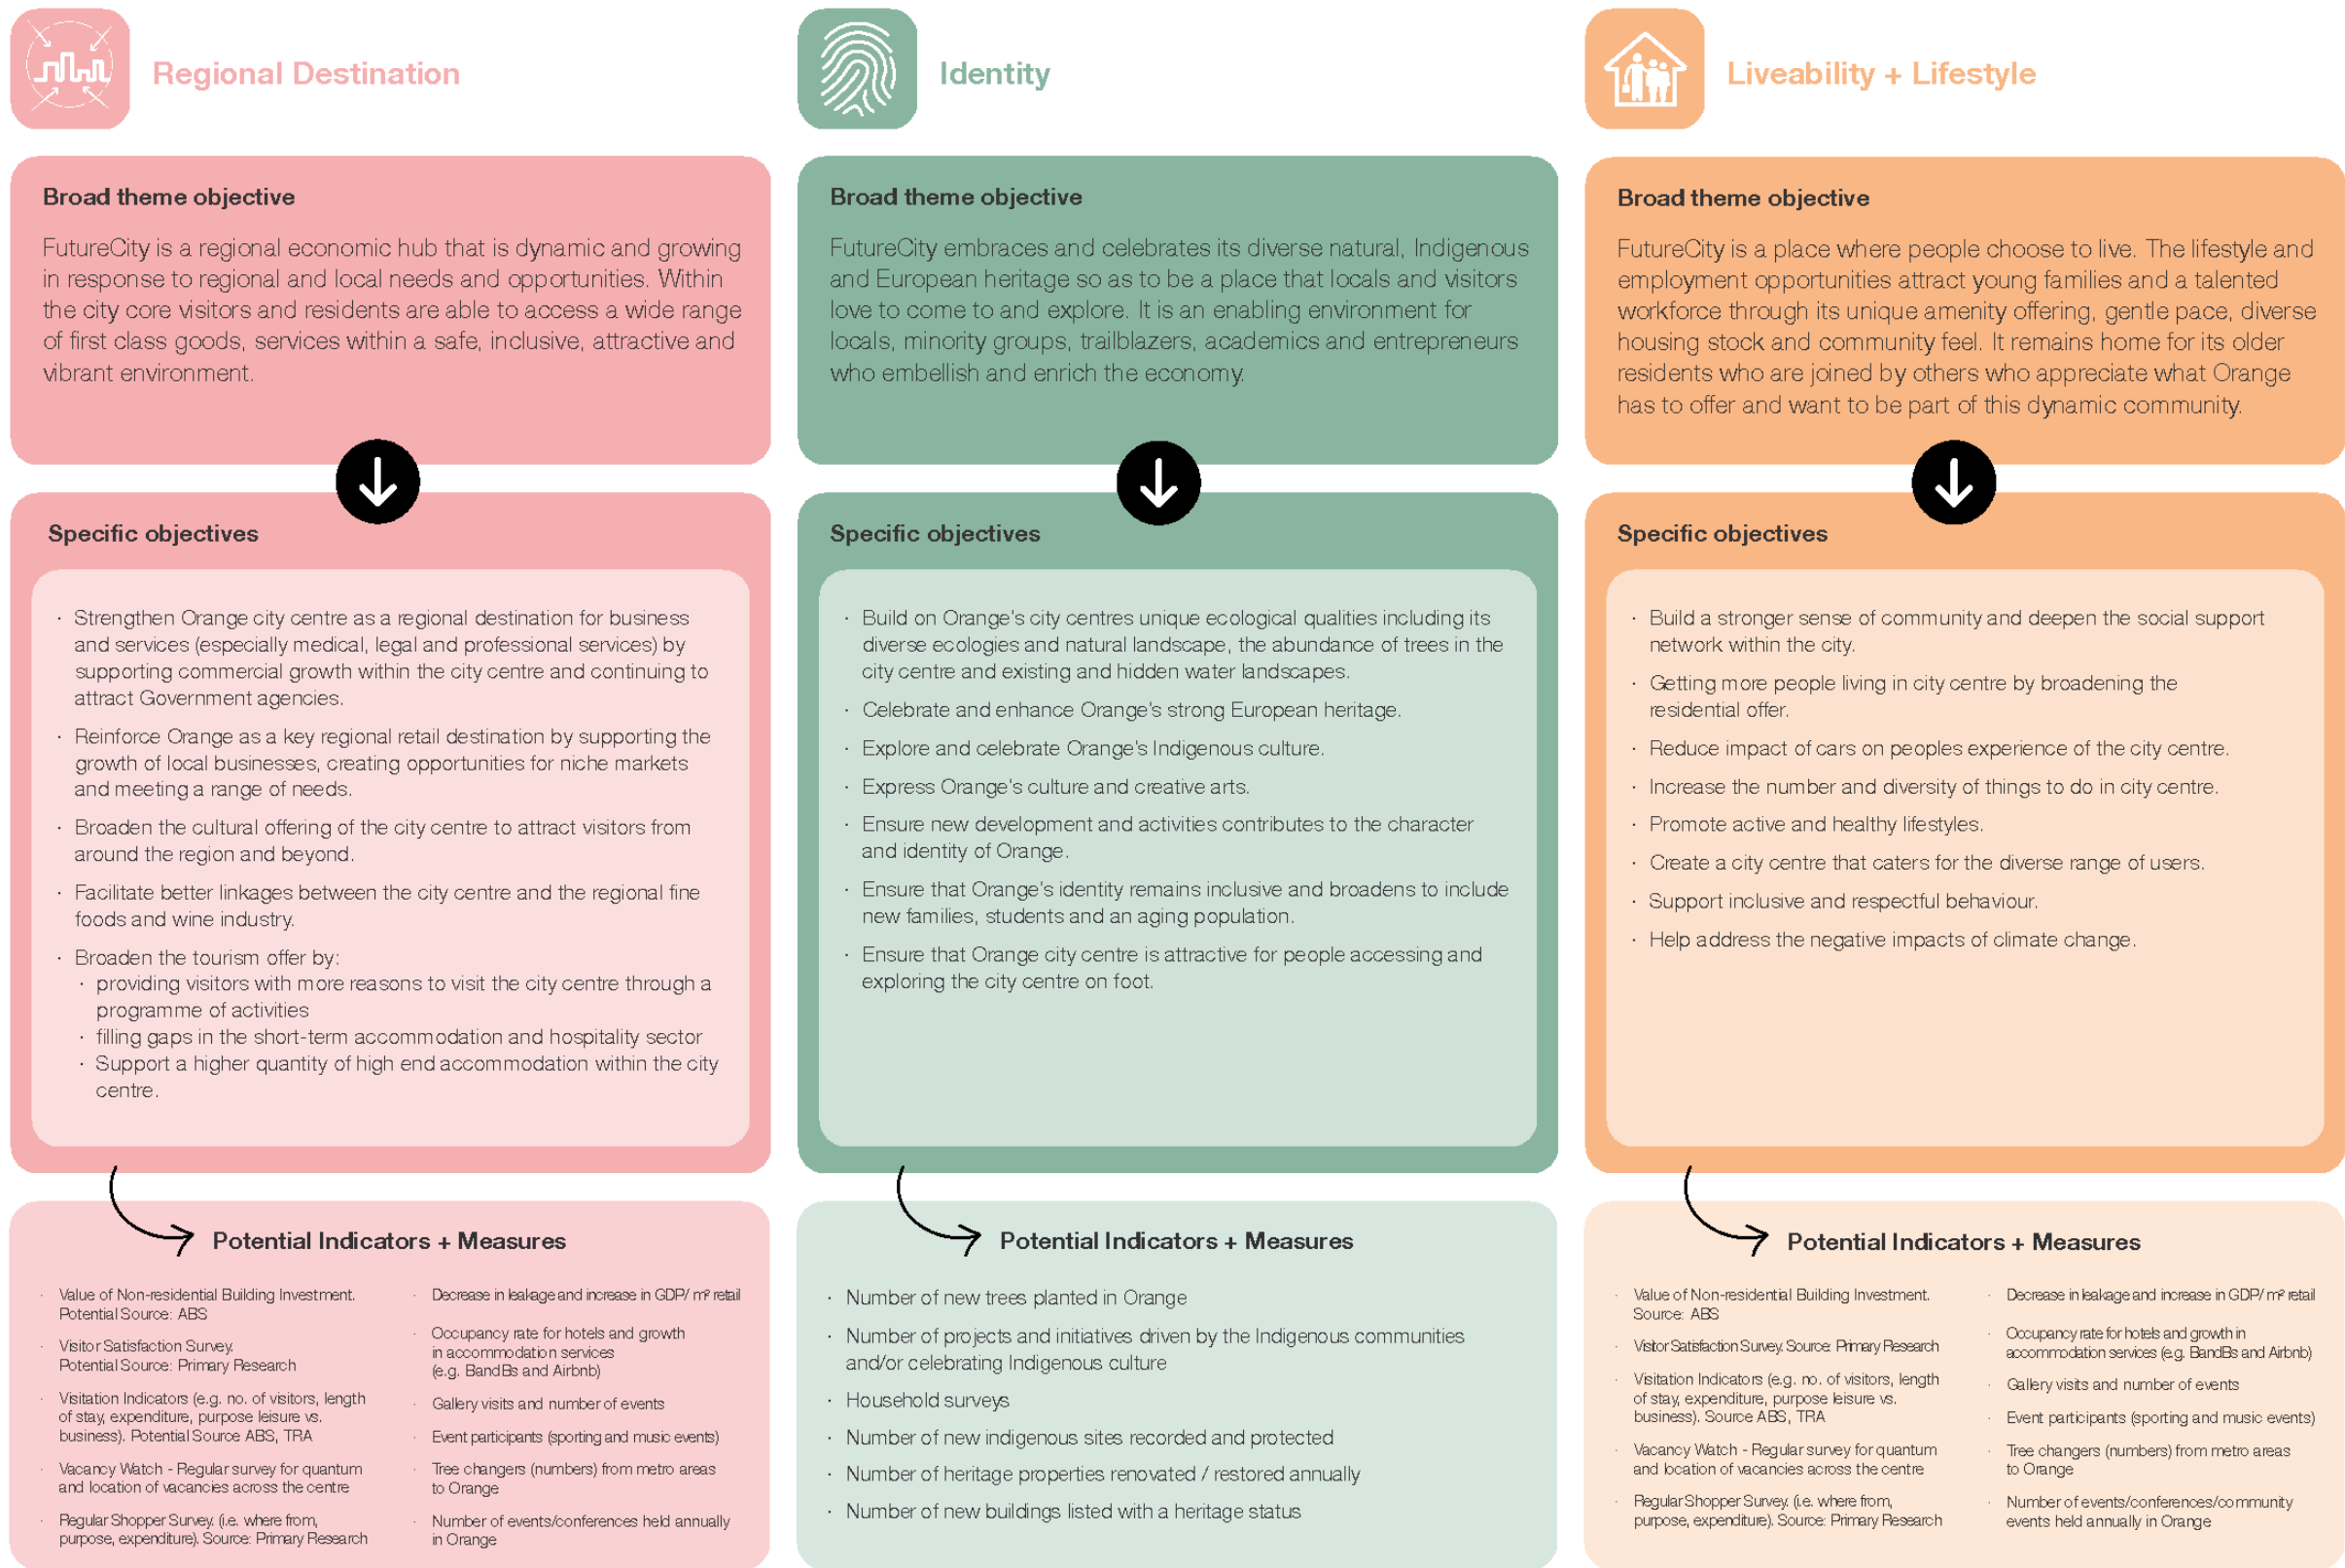 Regional Destination
Broad theme objective
FutureCity is a regional economic hub that is dynamic and growing
in response to regional and local needs and opportunities. Within
the city core visitors and residents are able to access a wide range
of first class goods, services within a safe, inclusive, attractive and
vibrant environment.
Specific objectives
· Strengthen Orange city centre as a regional destination for business
and services (especially medical, legal and professional services) by
supporting commercial growth within the city centre and continuing to
attract Government agencies.
· Reinforce Orange as a key regional retail destination by supporting the
growth of local businesses, creating opportunities for niche markets
and meeting a range of needs.
· Broaden the cultural offering of the city centre to attract visitors from
around the region and beyond.
· Facilitate better linkages between the city centre and the regional fine
foods and wine industry.
· Broaden the tourism offer by:
· providing visitors with more reasons to visit the city centre through a
programme of activities
· filling gaps in the short-term accommodation and hospitality sector
· Support a higher quantity of high end accommodation within the city
centre.
Potential Indicators + Measures
· Value of Non-residential Building Investment.
Potential Source: ABS
· Visitor Satisfaction Survey.
Potential Source: Primary Research
· Visitation Indicators (e.g. no. of visitors, length
of stay, expenditure, purpose leisure vs.
business). Potential Source ABS, TRA
· Vacancy Watch - Regular survey for quantum
and location of vacancies across the centre
· Regular Shopper Survey. (i.e. where from,
purpose, expenditure). Source: Primary Research
· Decrease in leakage and increase in GDP/ m² retail
· Occupancy rate for hotels and growth
in accommodation services
(e.g. BandBs and Airbnb)
· Gallery visits and number of events
· Event participants (sporting and music events)
· Tree changers (numbers) from metro areas
to Orange
· Number of events/conferences held annually
in Orange
Identity
Broad theme objective
FutureCity embraces and celebrates its diverse natural, Indigenous
and European heritage so as to be a place that locals and visitors
love to come to and explore. It is an enabling environment for
locals, minority groups, trailblazers, academics and entrepreneurs
who embellish and enrich the economy.
Specific objectives
· Build on Orange's city centres unique ecological qualities including its
diverse ecologies and natural landscape, the abundance of trees in the
city centre and existing and hidden water landscapes.
· Celebrate and enhance Orange's strong European heritage.
· Explore and celebrate Orange's Indigenous culture.
· Express Orange's culture and creative arts.
· Ensure new development and activities contributes to the character
and identity of Orange.
· Ensure that Orange's identity remains inclusive and broadens to include
new families, students and an aging population.
· Ensure that Orange city centre is attractive for people accessing and
exploring the city centre on foot.
Potential Indicators + Measures
· Number of new trees planted in Orange
· Number of projects and initiatives driven by the Indigenous communities
and/or celebrating Indigenous culture
· Household surveys
· Number of new indigenous sites recorded and protected
· Number of heritage properties renovated / restored annually
· Number of new buildings listed with a heritage status
Liveability + Lifestyle
Broad theme objective
FutureCity is a place where people choose to live. The lifestyle and
employment opportunities attract young families and a talented
workforce through its unique amenity offering, gentle pace, diverse
housing stock and community feel. It remains home for its older
residents who are joined by others who appreciate what Orange
has to offer and want to be part of this dynamic community.
Specific objectives
· Build a stronger sense of community and deepen the social support
network within the city.
· Getting more people living in city centre by broadening the
residential offer.
· Reduce impact of cars on peoples experience of the city centre.
· Increase the number and diversity of things to do in city centre.
· Promote active and healthy lifestyles.
· Create a city centre that caters for the diverse range of users.
· Support inclusive and respectful behaviour.
· Help address the negative impacts of climate change.
Potential Indicators + Measures
· Value of Non-residential Building Investment.
Source: ABS
· Visitor Satisfaction Survey. Source: Primary Research
· Visitation Indicators (e.g. no. of visitors, length
of stay, expenditure, purpose leisure vs.
business). Source ABS, TRA
· Vacancy Watch - Regular survey for quantum
and location of vacancies across the centre
· Regular Shopper Survey. (i.e. where from,
purpose, expenditure). Source: Primary Research
· Decrease in leakage and increase in GDP/ m² retail
· Occupancy rate for hotels and growth in
accommodation services (e.g. BandBs and Airbnb)
· Gallery visits and number of events
· Event participants (sporting and music events)
· Tree changers (numbers) from metro areas
to Orange
· Number of events/conferences/community
events held annually in Orange